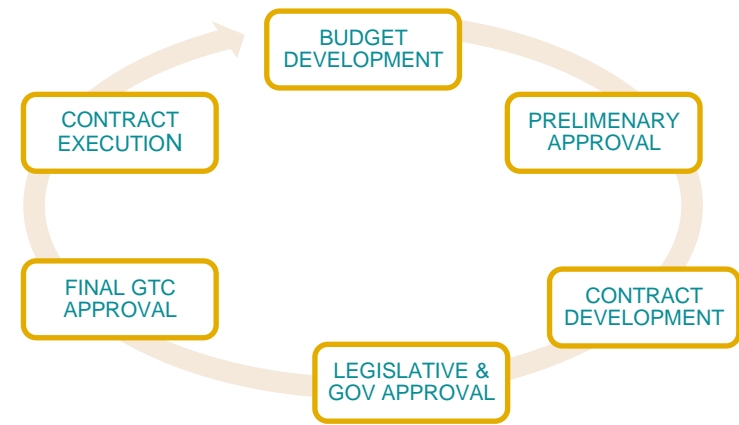 BUDGET
DEVELOPMENT
PRELIMENARY
APPROVAL
CONTRACT
DEVELOPMENT
LEGISLATIVE &
GOV APPROVAL
FINAL GTC
APPROVAL
CONTRACT
EXECUTION